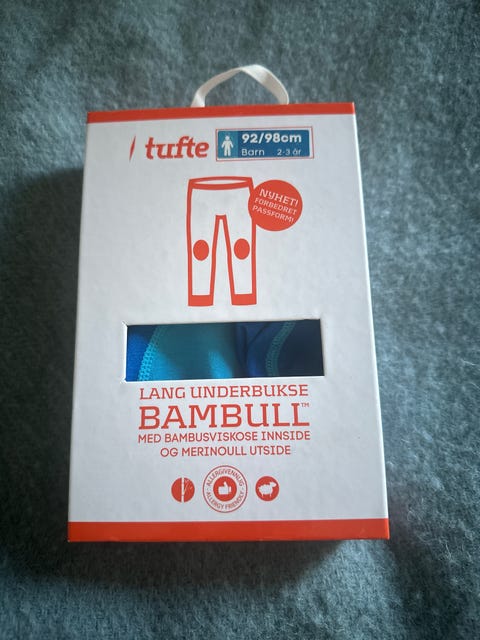 tufte
92/98cm
Barn 2-3 år
NYHET!
FORBEDRET
PASSFORM!
LANG UNDERBUKSE
BAMBULL™
MED BAMBUSVISKOSE INNSIDE
OG MERINOULL UTSIDE
ALLERGIVENNLIG
ALLERGY FRIENDLY